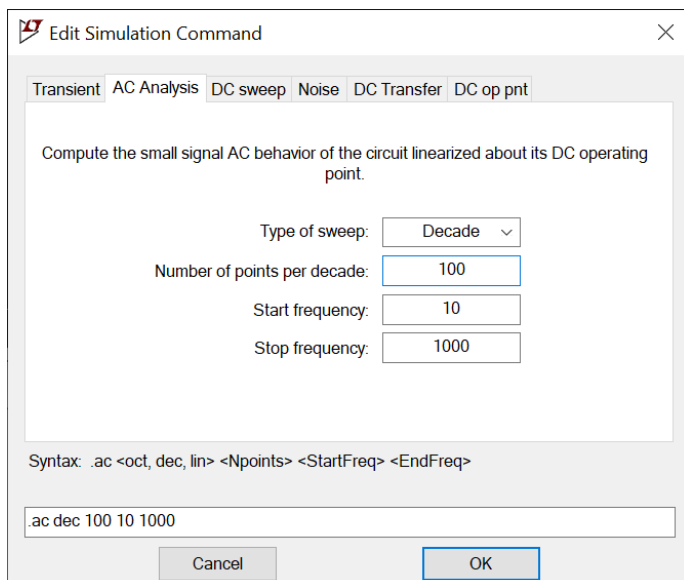 Edit Simulation Command
Transient AC Analysis DC sweep Noise DC Transfer DC op pnt
Compute the small signal AC behavior of the circuit linearized about its DC operating
point.
Type of sweep: Decade
Number of points per decade: 100
Start frequency: 10
Stop frequency: 1000
Syntax: .ac <oct, dec, lin> <Npoints> <StartFreq> <EndFreq>
.ac dec 100 10 1000
Cancel OK